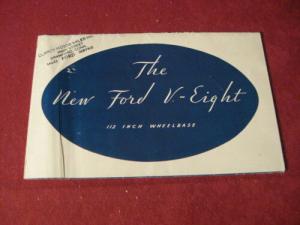 The
New Ford V-Eight
112 INCH WHEELBASE